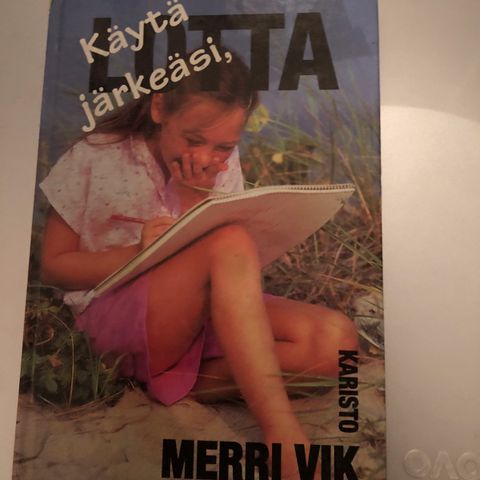 Käytä
järkeäsi,
LOTTA
KARISTO
MERRI VIK